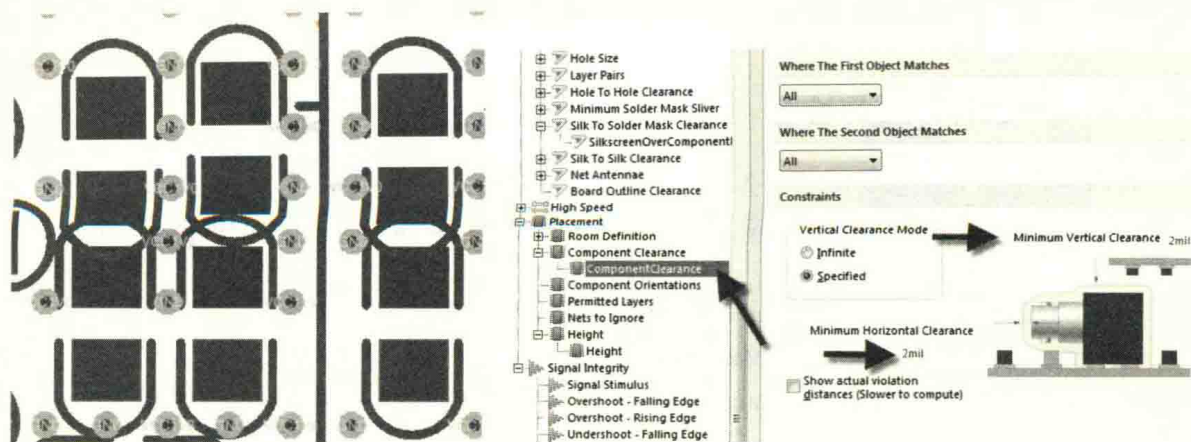 Hole Size
Layer Pairs
Hole To Hole Clearance
Minimum Solder Mask Sliver
Silk To Solder Mask Clearance
SilkscreenOverComponentI
Silk To Silk Clearance
Net Antennae
Board Outline Clearance
High Speed
Placement
Room Definition
Component Clearance
ComponentClearance
Component Orientations
Permitted Layers
Nets to Ignore
Height
Height
Signal Integrity
Signal Stimulus
Overshoot - Falling Edge
Overshoot - Rising Edge
Undershoot - Falling Edge
Where The First Object Matches
All
Where The Second Object Matches
All
Constraints
Vertical Clearance Mode
Infinite
Specified
Minimum Vertical Clearance 2mil
Minimum Horizontal Clearance
2mil
Show actual violation
distances (Slower to compute)